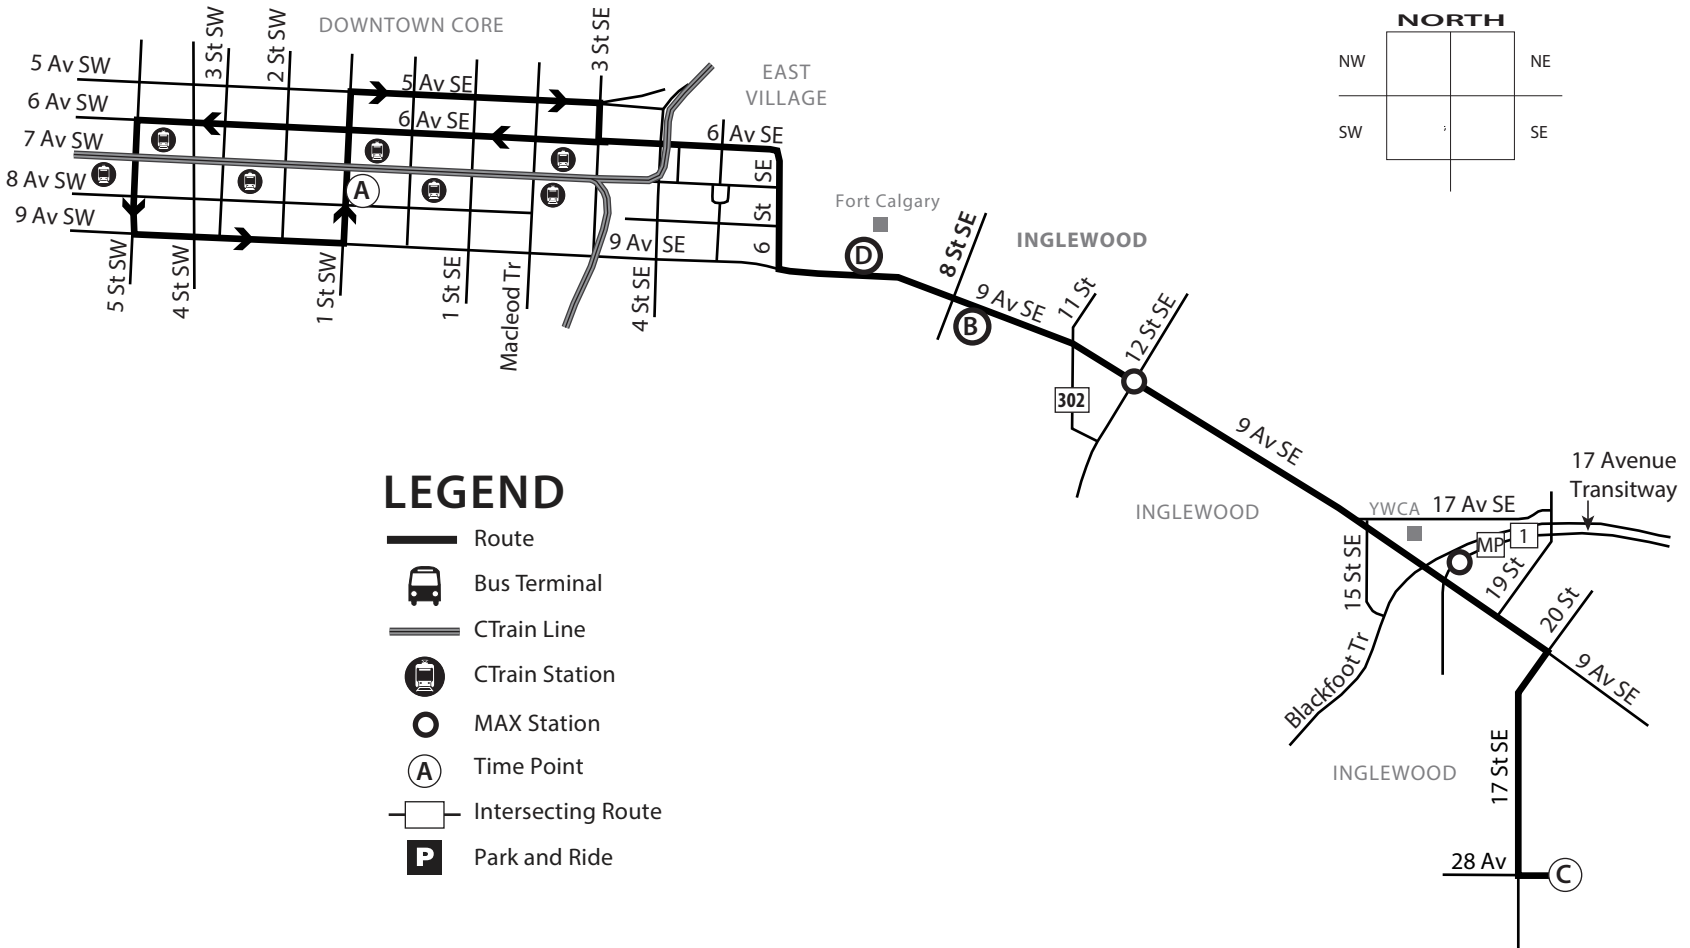 NORTH
NW
NE
SW
SE
DOWNTOWN CORE
3 St SW
2 St SW
3 St SE
5 Av SW
6 Av SW
7 Av SW
8 Av SW
9 Av SW
5 Av SE
6 Av SE
6 Av SE
EAST
VILLAGE
A
6 St SE
9 Av SE
5 St SW
4 St SW
1 St SW
1 St SE
Macleod Tr
4 St SE
Fort Calgary
D
8 St SE
INGLEWOOD
9 Av SE
B
11 St
12 St SE
302
9 Av SE
INGLEWOOD
17 Avenue
Transitway
YWCA
17 Av SE
MP
1
15 St SE
19 St
20 St
Blackfoot Tr
9 Av SE
INGLEWOOD
17 St SE
28 Av
C
LEGEND
Route
Bus Terminal
CTrain Line
CTrain Station
MAX Station
A Time Point
Intersecting Route
P Park and Ride